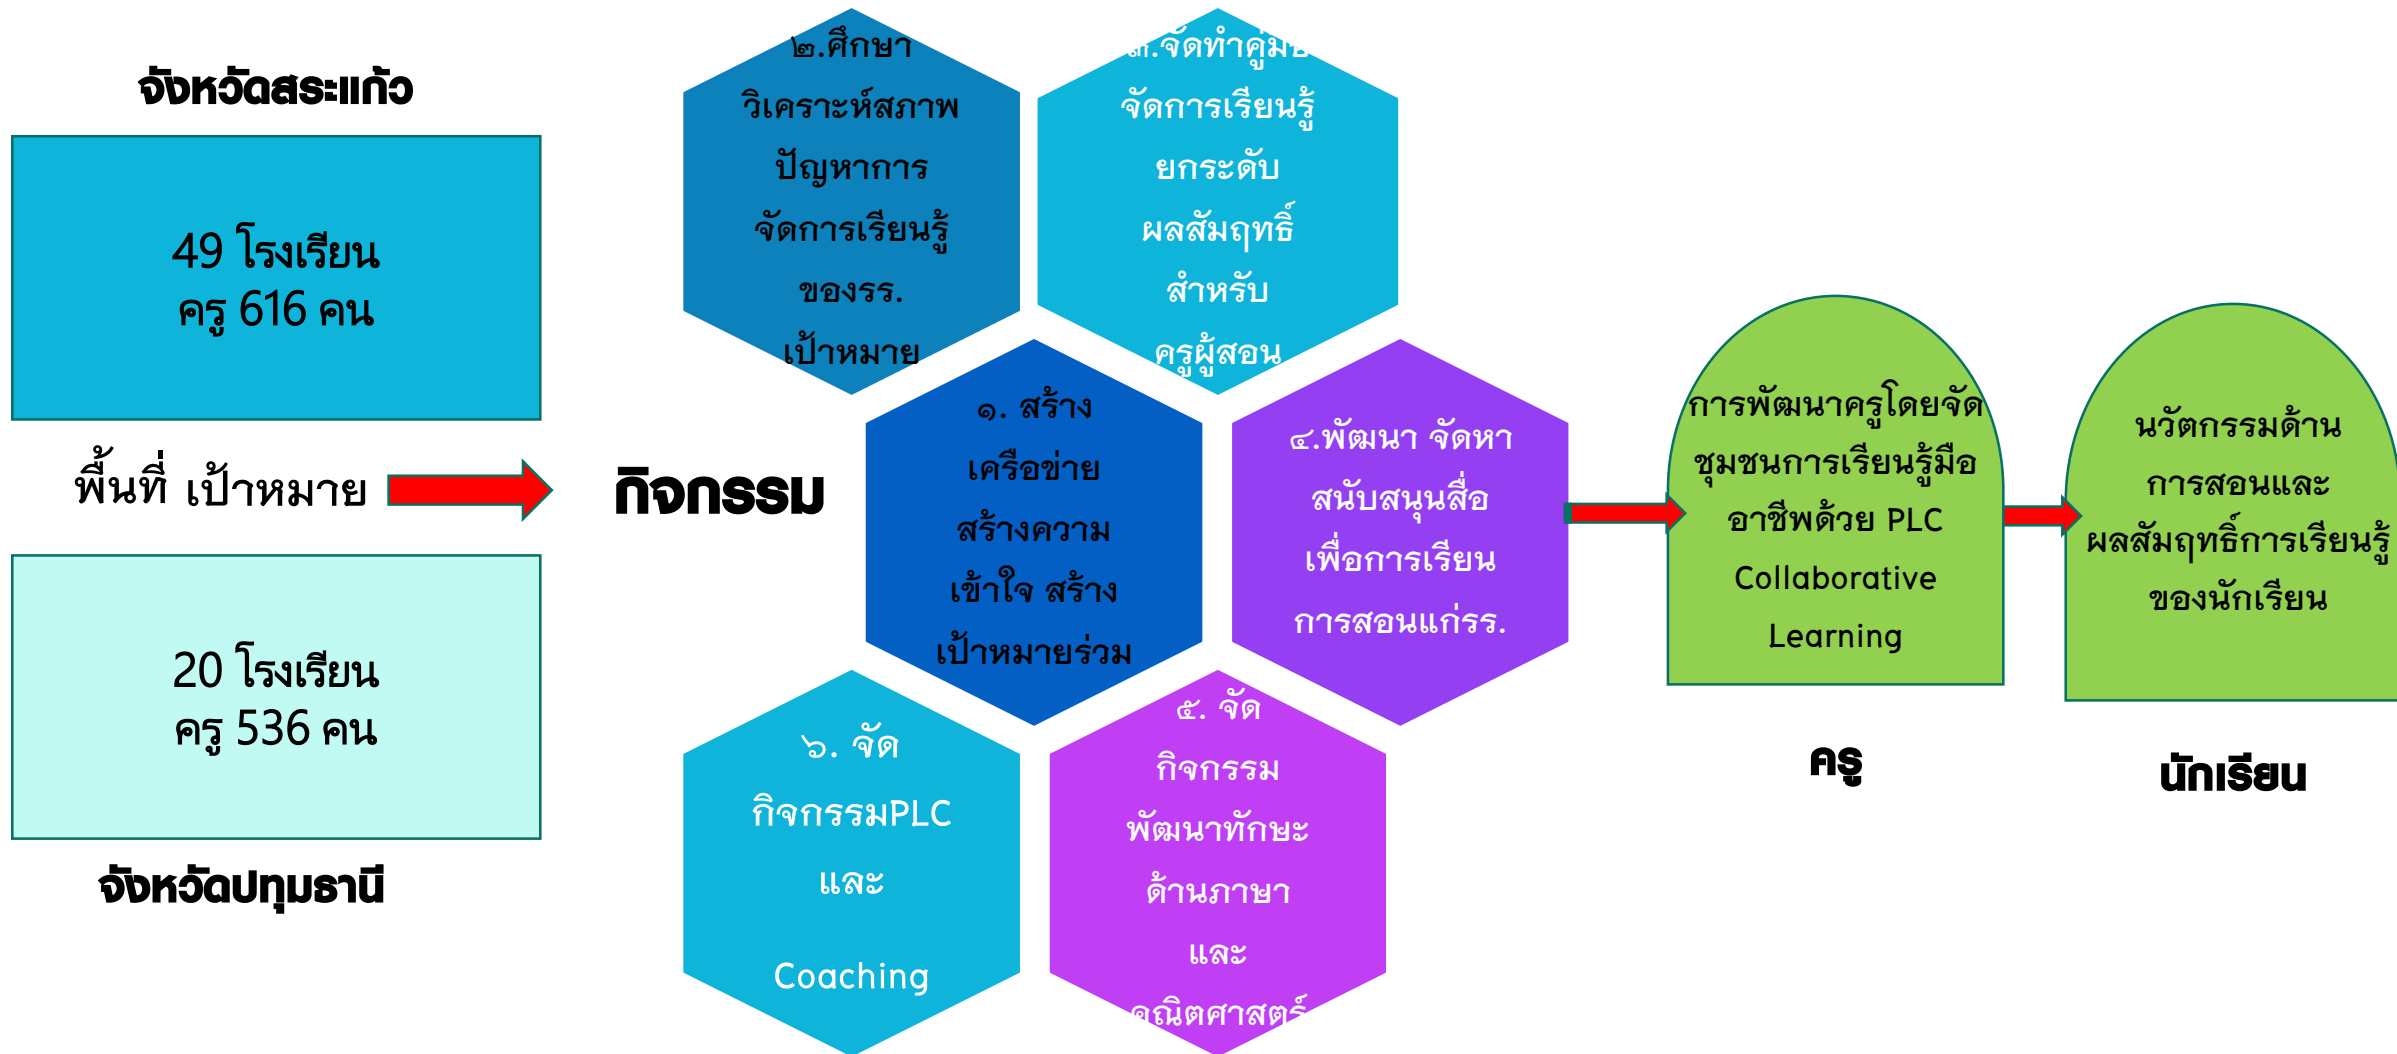 จังหวัดสระแก้ว
49 โรงเรียน
ครู 616 คน
พื้นที่ เป้าหมาย
20 โรงเรียน
ครู 536 คน
จังหวัดปทุมธานี
กิจกรรม
๑. สร้าง
เครือข่าย
สร้างความ
เข้าใจ สร้าง
เป้าหมายร่วม
๒.ศึกษา
วิเคราะห์สภาพ
ปัญหาการ
จัดการเรียนรู้
ของรร.
เป้าหมาย
๓.จัดทำคู่มือ
จัดการเรียนรู้
ยกระดับ
ผลสัมฤทธิ์
สำหรับ
ครูผู้สอน
๔.พัฒนา จัดหา
สนับสนุนสื่อ
เพื่อการเรียน
การสอนแก่รร.
๕. จัด
กิจกรรม
พัฒนาทักษะ
ด้านภาษา
และ
คณิตศาสตร์
๖. จัด
กิจกรรมPLC
และ
Coaching
การพัฒนาครูโดยจัด
ชุมชนการเรียนรู้มือ
อาชีพด้วย PLC
Collaborative
Learning
ครู
นวัตกรรมด้าน
การสอนและ
ผลสัมฤทธิ์การเรียนรู้
ของนักเรียน
นักเรียน